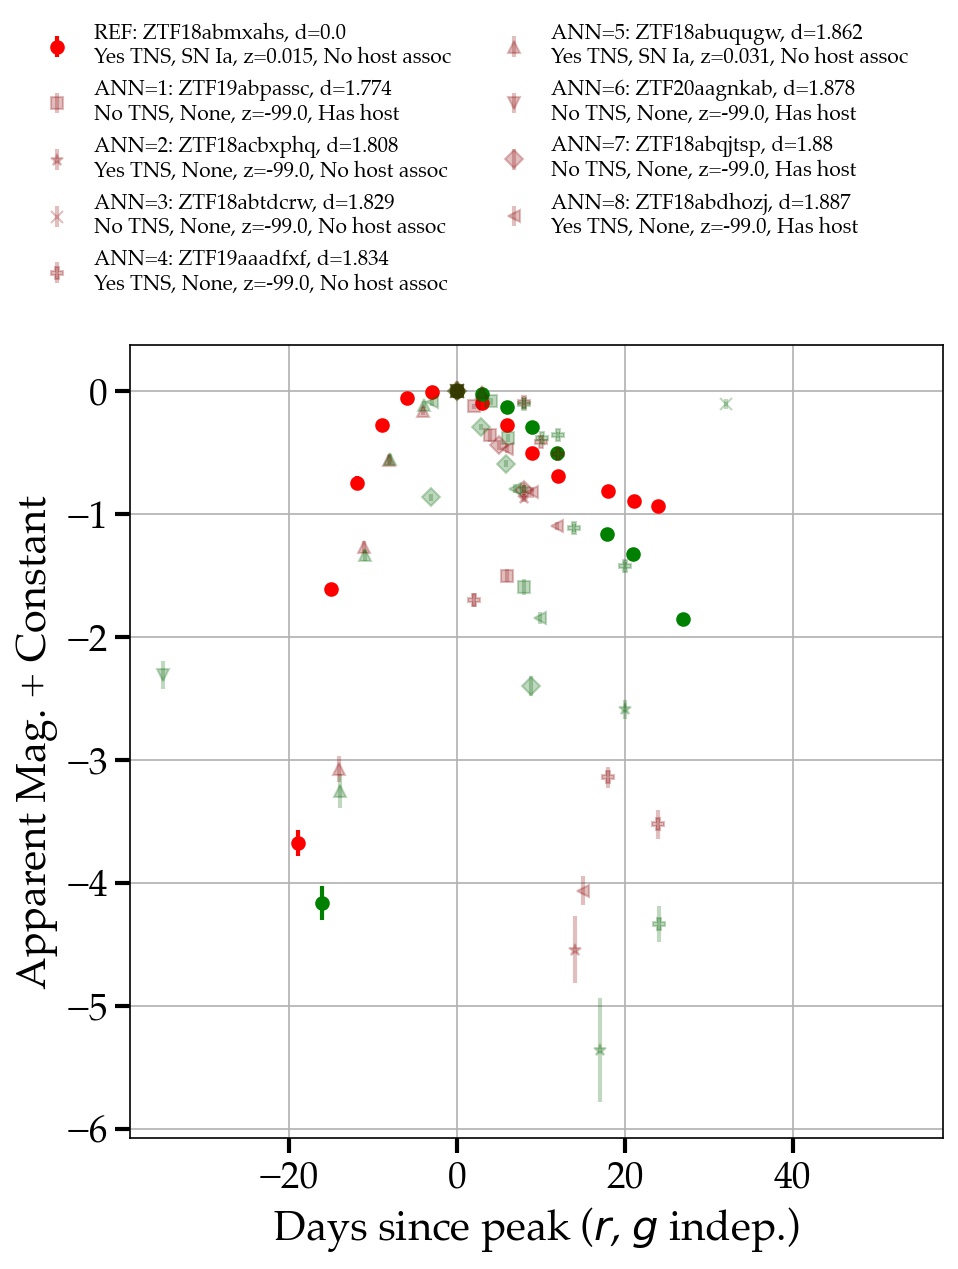 REF: ZTF18abmxahs, d=0.0
Yes TNS, SN Ia, z=0.015, No host assoc
ANN=1: ZTF19abpassc, d=1.774
No TNS, None, z=-99.0, Has host
ANN=2: ZTF18acbxphq, d=1.808
Yes TNS, None, z=-99.0, No host assoc
ANN=3: ZTF18abtdcrw, d=1.829
No TNS, None, z=-99.0, No host assoc
ANN=4: ZTF19aaadfxf, d=1.834
Yes TNS, None, z=-99.0, No host assoc
ANN=5: ZTF18abuqugw, d=1.862
Yes TNS, SN Ia, z=0.031, No host assoc
ANN=6: ZTF20aagnkab, d=1.878
No TNS, None, z=-99.0, Has host
ANN=7: ZTF18abqjtsp, d=1.88
No TNS, None, z=-99.0, Has host
ANN=8: ZTF18abdhozj, d=1.887
Yes TNS, None, z=-99.0, Has host
Apparent Mag. + Constant
0
−1
−2
−3
−4
−5
−6
−20
0
20
40
Days since peak (r, g indep.)